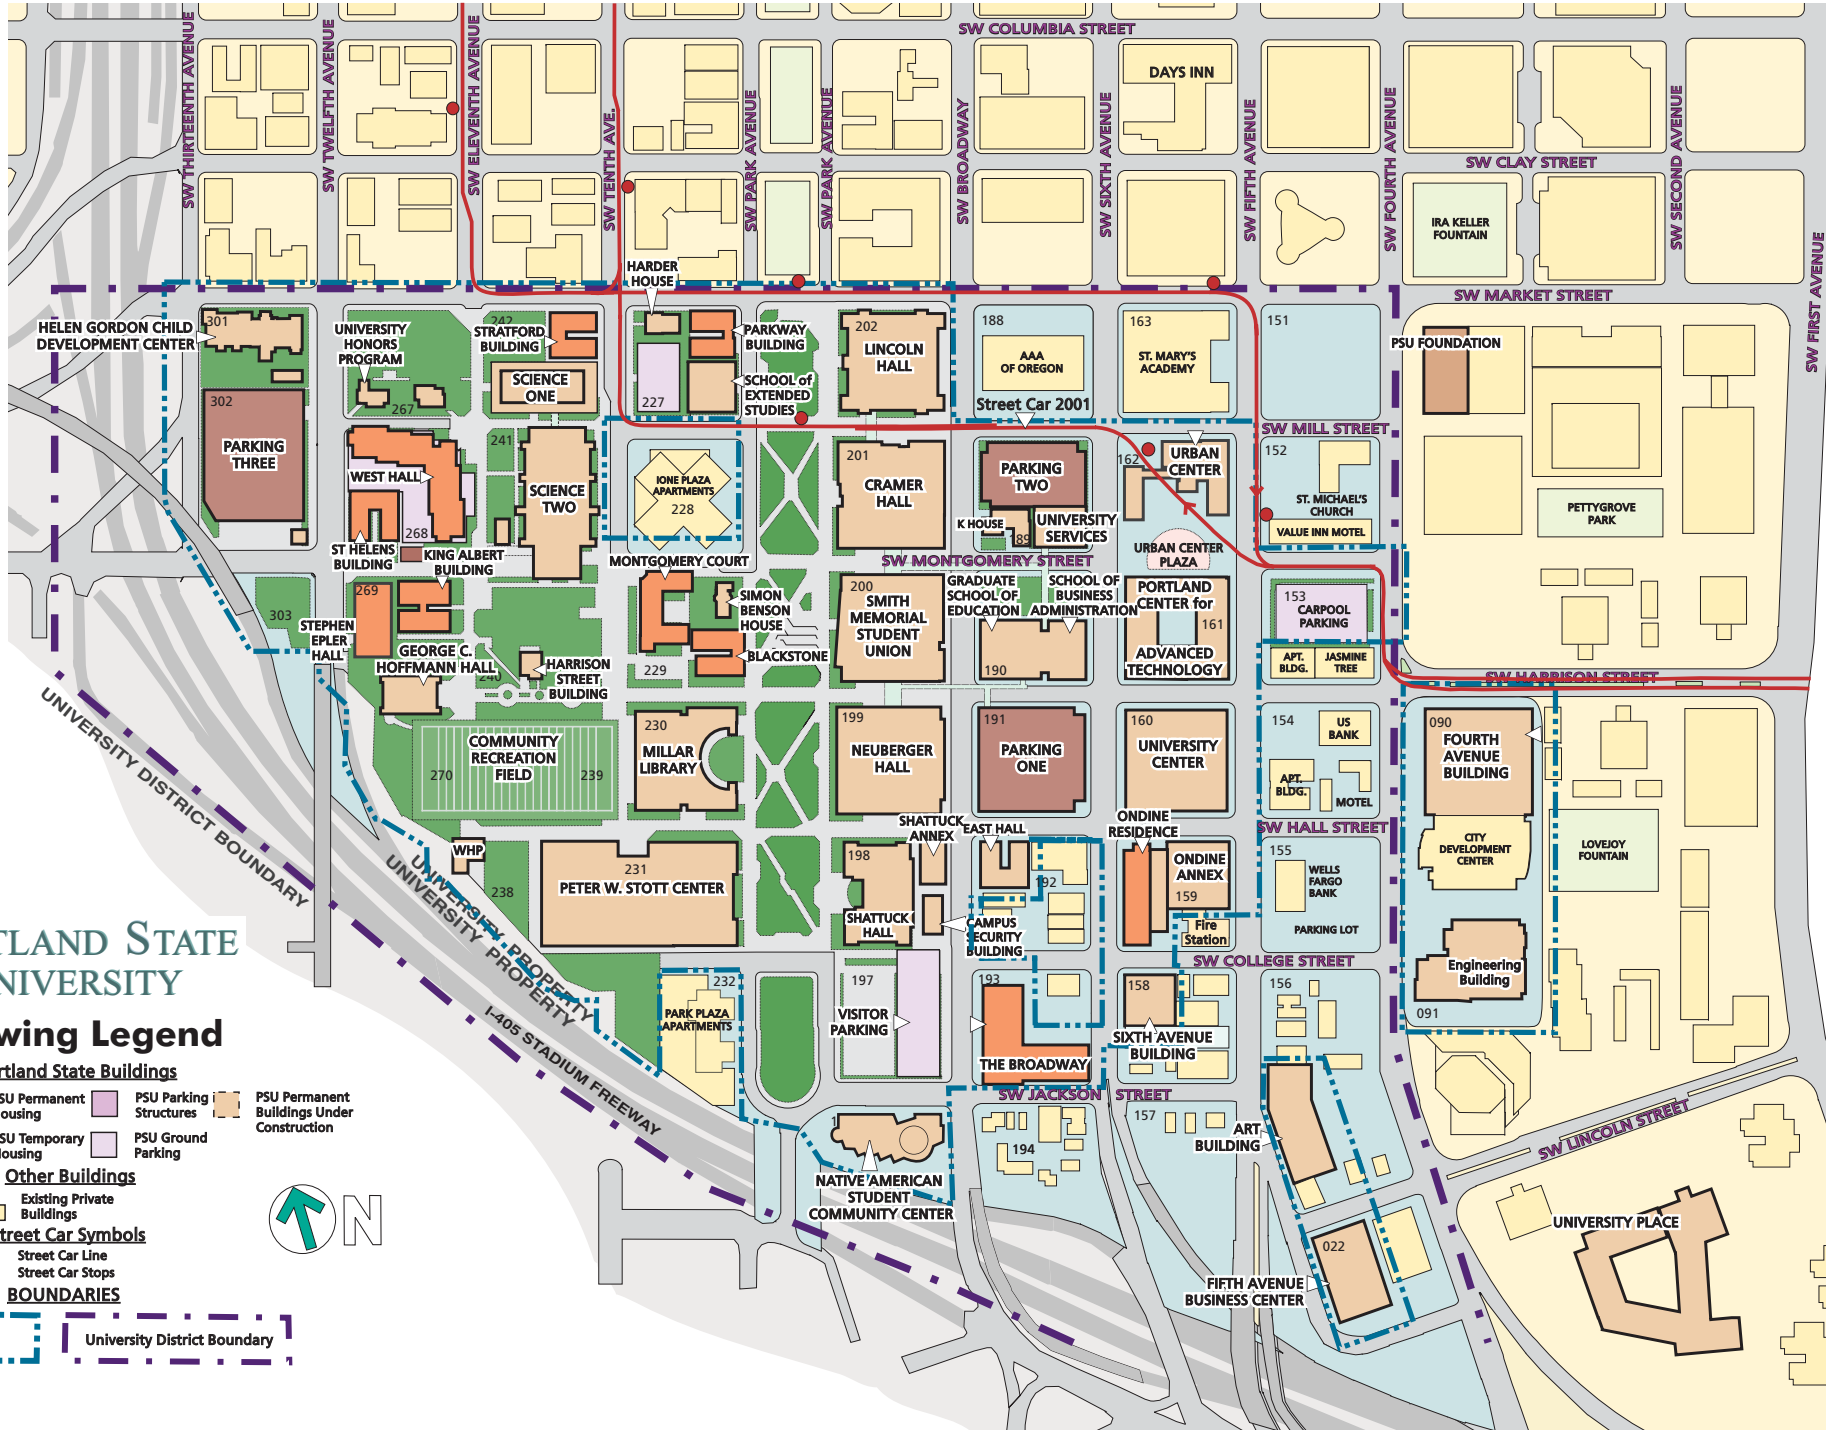 SW COLUMBIA STREET
SW THIRTEENTH AVENUE
SW TWELFTH AVENUE
SW ELEVENTH AVENUE
SW TENTH AVE.
SW PARK AVENUE
SW PARK AVENUE
SW BROADWAY
SW SIXTH AVENUE
SW FIFTH AVENUE
SW FOURTH AVENUE
SW SECOND AVENUE
SW FIRST AVENUE
DAYS INN
SW CLAY STREET
IRA KELLER
FOUNTAIN
SW MARKET STREET
HARDER
HOUSE
301
HELEN GORDON CHILD
DEVELOPMENT CENTER
UNIVERSITY
HONORS
PROGRAM
242
STRATFORD
BUILDING
PARKWAY
BUILDING
202
LINCOLN
HALL
188
AAA
OF OREGON
163
ST. MARY'S
ACADEMY
151
PSU FOUNDATION
SCIENCE
ONE
SCHOOL of
EXTENDED
STUDIES
227
302
PARKING
THREE
267
Street Car 2001
SW MILL STREET
241
WEST HALL
268
SCIENCE
TWO
IONE PLAZA
APARTMENTS
228
201
CRAMER
HALL
PARKING
TWO
K HOUSE
189
UNIVERSITY
SERVICES
162
URBAN
CENTER
152
ST. MICHAEL'S
CHURCH
VALUE INN MOTEL
PETTYGROVE
PARK
ST HELENS
BUILDING
KING ALBERT
BUILDING
MONTGOMERY COURT
SW MONTGOMERY STREET
URBAN CENTER
PLAZA
303
269
STEPHEN
EPLER
HALL
GEORGE C.
HOFFMANN HALL
240
HARRISON
STREET
BUILDING
SIMON
BENSON
HOUSE
BLACKSTONE
229
200
SMITH
MEMORIAL
STUDENT
UNION
GRADUATE
SCHOOL OF
EDUCATION
SCHOOL OF
BUSINESS
ADMINISTRATION
190
PORTLAND
CENTER for
161
ADVANCED
TECHNOLOGY
153
CARPOOL
PARKING
APT.
BLDG.
JASMINE
TREE
SW HARRISON STREET
COMMUNITY
RECREATION
FIELD
270
239
230
MILLAR
LIBRARY
199
NEUBERGER
HALL
191
PARKING
ONE
160
UNIVERSITY
CENTER
154
US
BANK
APT.
BLDG.
MOTEL
090
FOURTH
AVENUE
BUILDING
SW HALL STREET
CITY
DEVELOPMENT
CENTER
LOVEJOY
FOUNTAIN
UNIVERSITY DISTRICT BOUNDARY
UNIVERSITY PROPERTY
UNIVERSITY PROPERTY
I-405 STADIUM FREEWAY
WHP
238
231
PETER W. STOTT CENTER
SHATTUCK
ANNEX
198
SHATTUCK
HALL
EAST HALL
192
CAMPUS
SECURITY
BUILDING
ONDINE
RESIDENCE
ONDINE
ANNEX
159
Fire
Station
155
WELLS
FARGO
BANK
PARKING LOT
SW COLLEGE STREET
Engineering
Building
091
232
PARK PLAZA
APARTMENTS
197
VISITOR
PARKING
193
THE BROADWAY
158
SIXTH AVENUE
BUILDING
156
SW JACKSON STREET
194
157
ART
BUILDING
SW LINCOLN STREET
1
NATIVE AMERICAN
STUDENT
COMMUNITY CENTER
022
FIFTH AVENUE
BUSINESS CENTER
UNIVERSITY PLACE
TLAND STATE
NIVERSITY
wing Legend
rtland State Buildings
SU Permanent
ousing
PSU Parking
Structures
PSU Permanent
Buildings Under
Construction
SU Temporary
ousing
PSU Ground
Parking
Other Buildings
Existing Private
Buildings
treet Car Symbols
Street Car Line
Street Car Stops
BOUNDARIES
University District Boundary
N